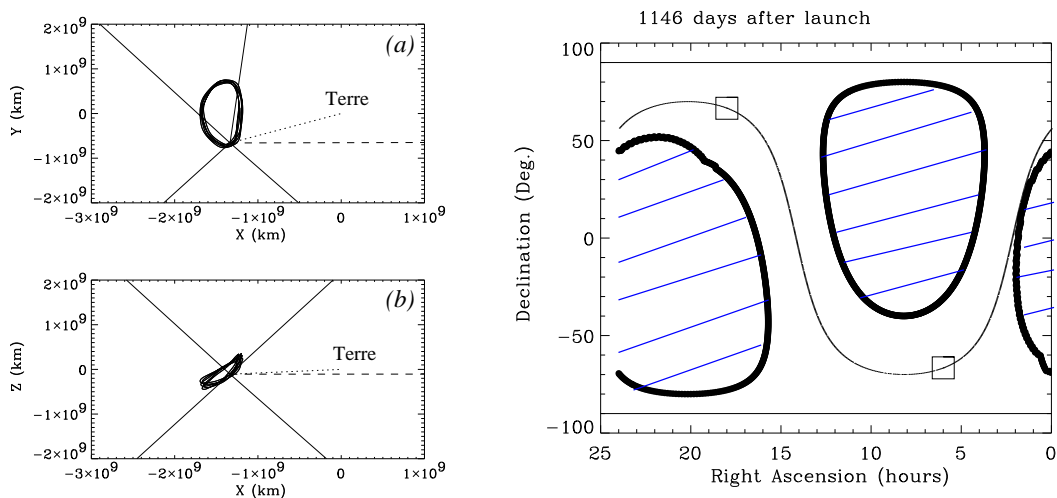 (a)
Terre
2×10⁹
1×10⁹
0
−1×10⁹
−2×10⁹
Y (km)
−3×10⁹ −2×10⁹ −1×10⁹ 0 1×10⁹
X (km)
(b)
Terre
2×10⁹
1×10⁹
0
−1×10⁹
−2×10⁹
Z (km)
−3×10⁹ −2×10⁹ −1×10⁹ 0 1×10⁹
X (km)
1146 days after launch
100
50
0
−50
−100
Declination (Deg.)
25 20 15 10 5 0
Right Ascension (hours)